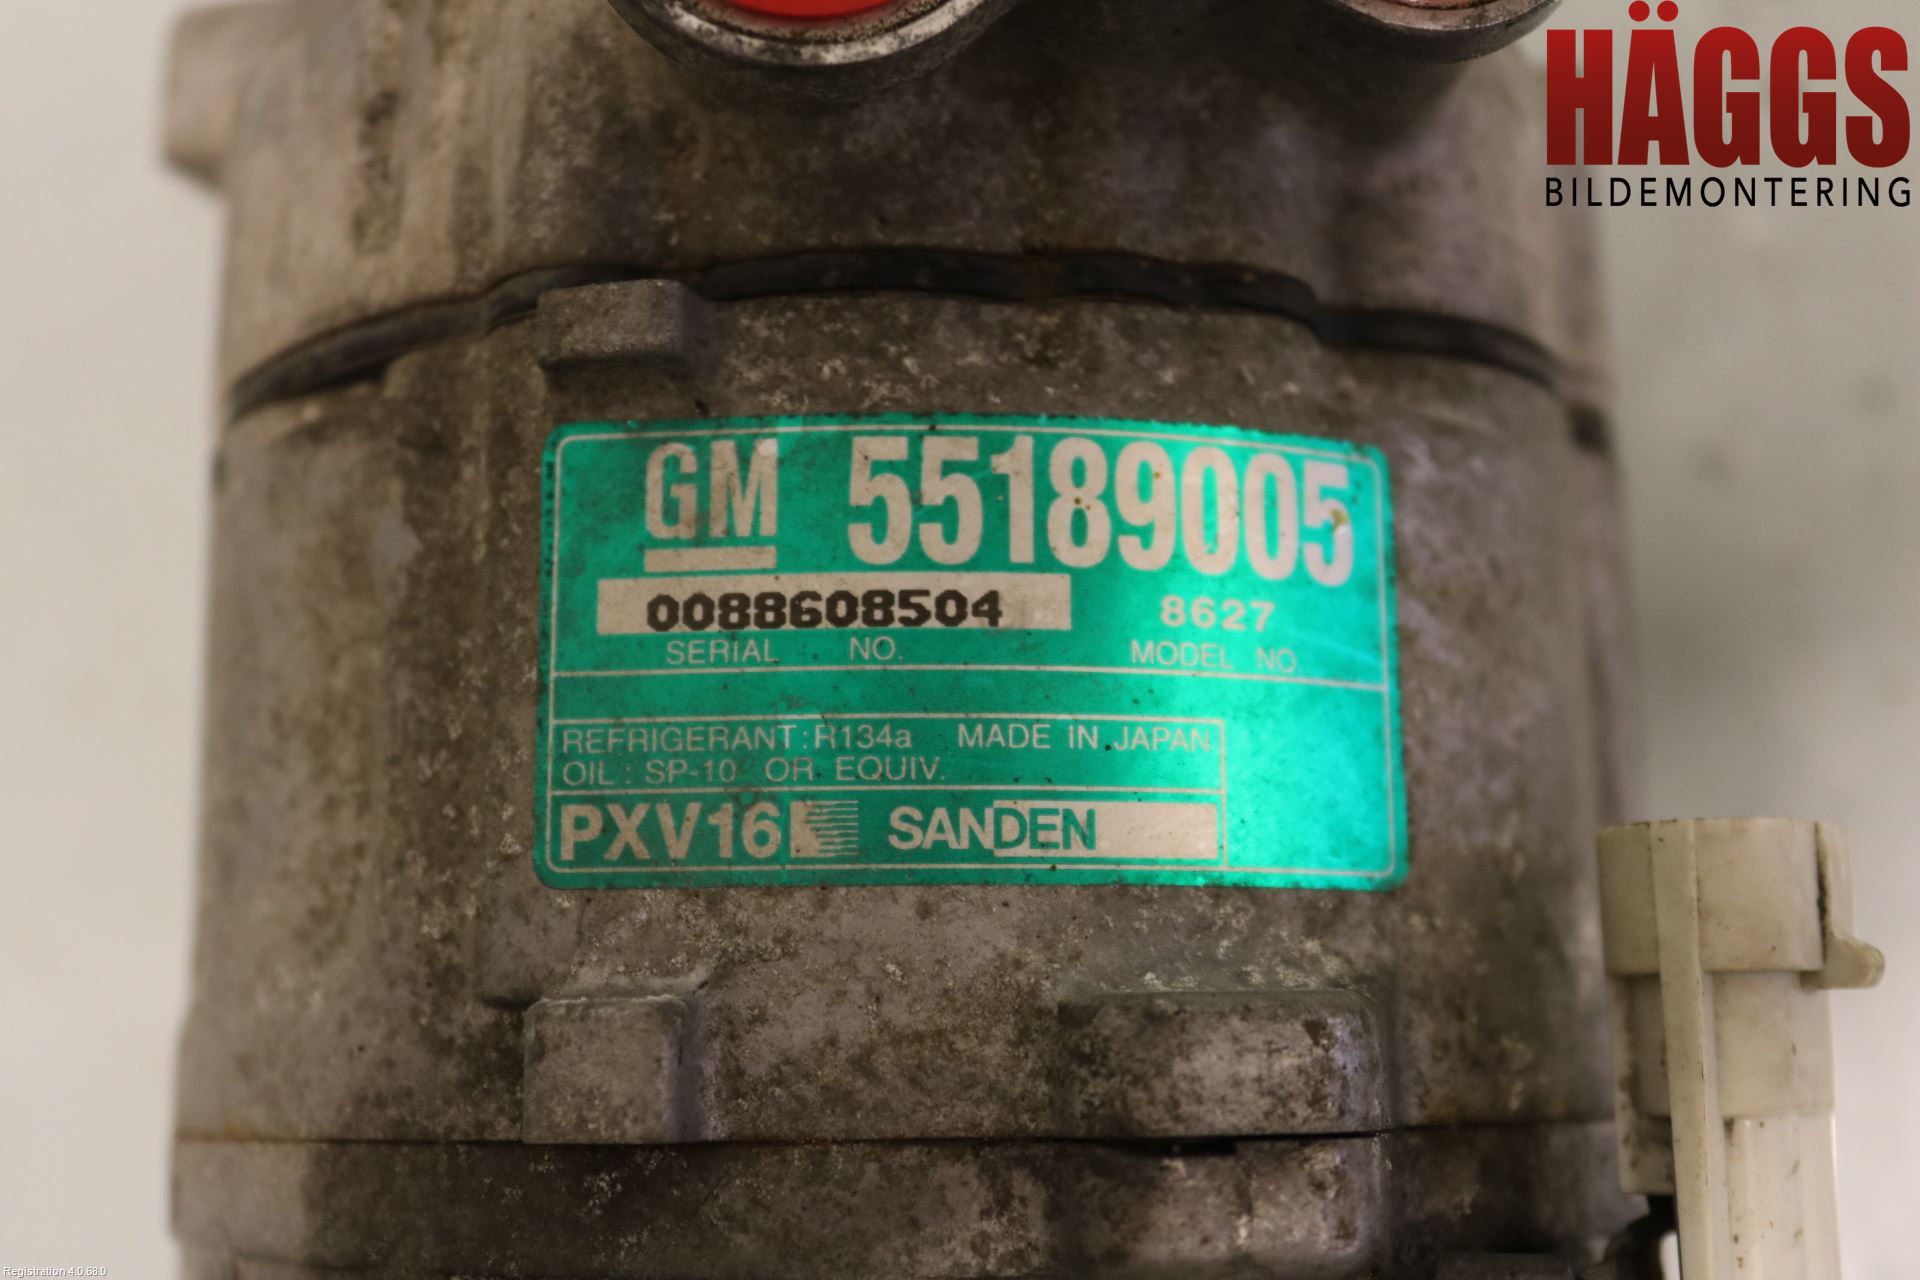 HÄGGS
BILDEMONTERING
GM 55189005
0088608504 8627
SERIAL NO. MODEL NO.
REFRIGERANT : R134a MADE IN JAPAN
OIL : SP-10 OR EQUIV.
PXV16 SANDEN
Registration 4.0.68.0